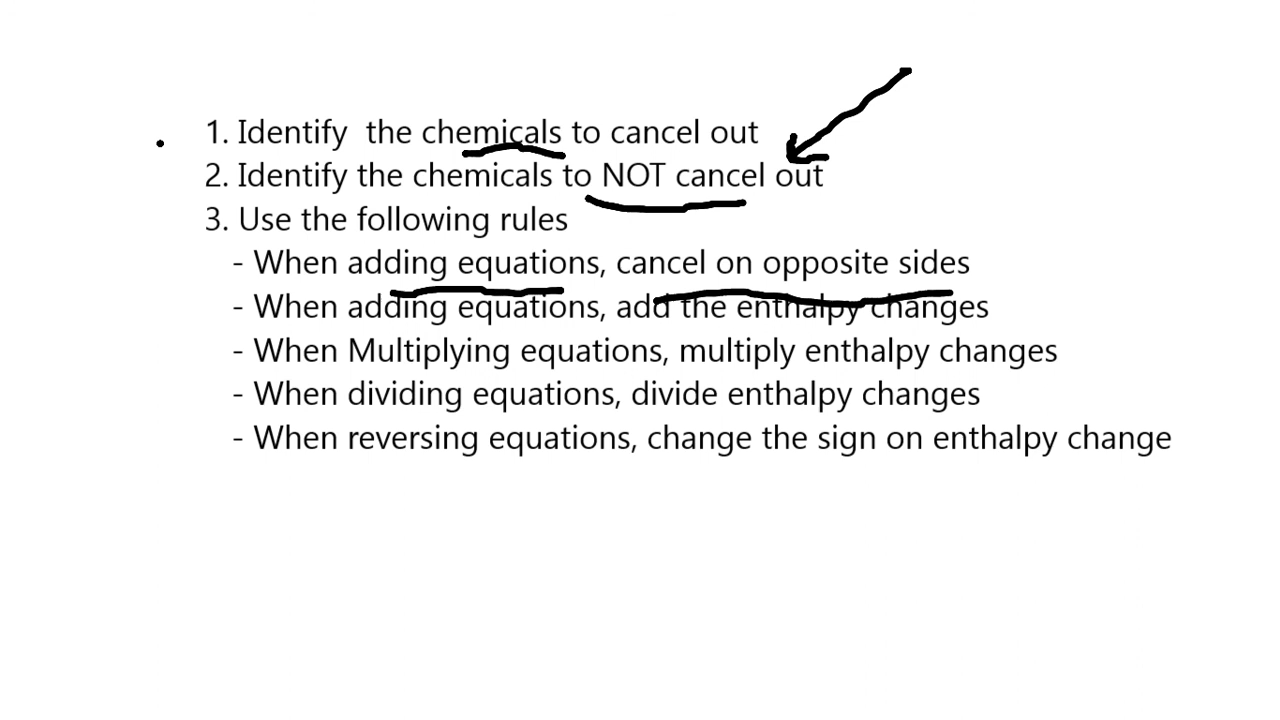 1. Identify  the chemicals to cancel out
2. Identify the chemicals to NOT cancel out
3. Use the following rules
- When adding equations, cancel on opposite sides
- When adding equations, add the enthalpy changes
- When Multiplying equations, multiply enthalpy changes
- When dividing equations, divide enthalpy changes
- When reversing equations, change the sign on enthalpy change